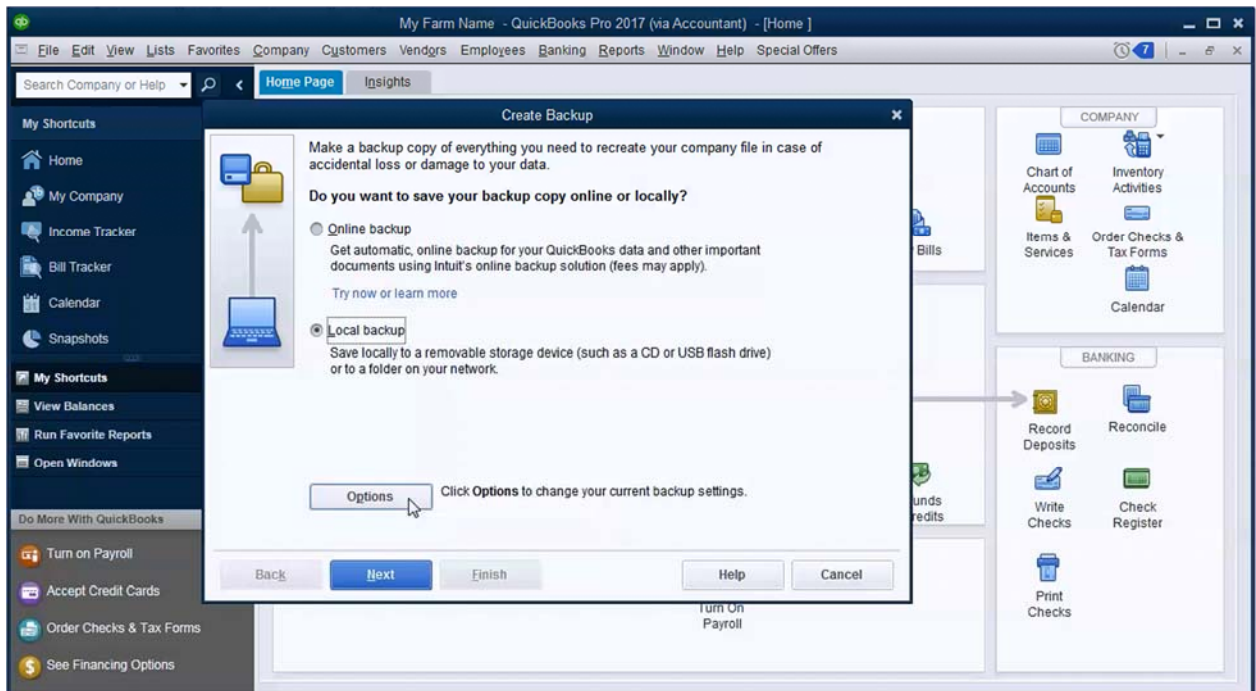 qb
My Farm Name - QuickBooks Pro 2017 (via Accountant) - [Home ]
File Edit View Lists Favorites Company Customers Vendors Employees Banking Reports Window Help Special Offers
7
Search Company or Help
Home Page
Insights
My Shortcuts
Home
My Company
Income Tracker
Bill Tracker
Calendar
Snapshots
My Shortcuts
View Balances
Run Favorite Reports
Open Windows
Do More With QuickBooks
Turn on Payroll
Accept Credit Cards
Order Checks & Tax Forms
See Financing Options
Create Backup
Make a backup copy of everything you need to recreate your company file in case of
accidental loss or damage to your data.
Do you want to save your backup copy online or locally?
Online backup
Get automatic, online backup for your QuickBooks data and other important
documents using Intuit's online backup solution (fees may apply).
Try now or learn more
Local backup
Save locally to a removable storage device (such as a CD or USB flash drive)
or to a folder on your network.
Options
Click Options to change your current backup settings.
Back
Next
Finish
Help
Cancel
Bills
unds
redits
Turn On
Payroll
COMPANY
Chart of
Accounts
Inventory
Activities
Items &
Services
Order Checks &
Tax Forms
Calendar
BANKING
Record
Deposits
Reconcile
Write
Checks
Check
Register
Print
Checks